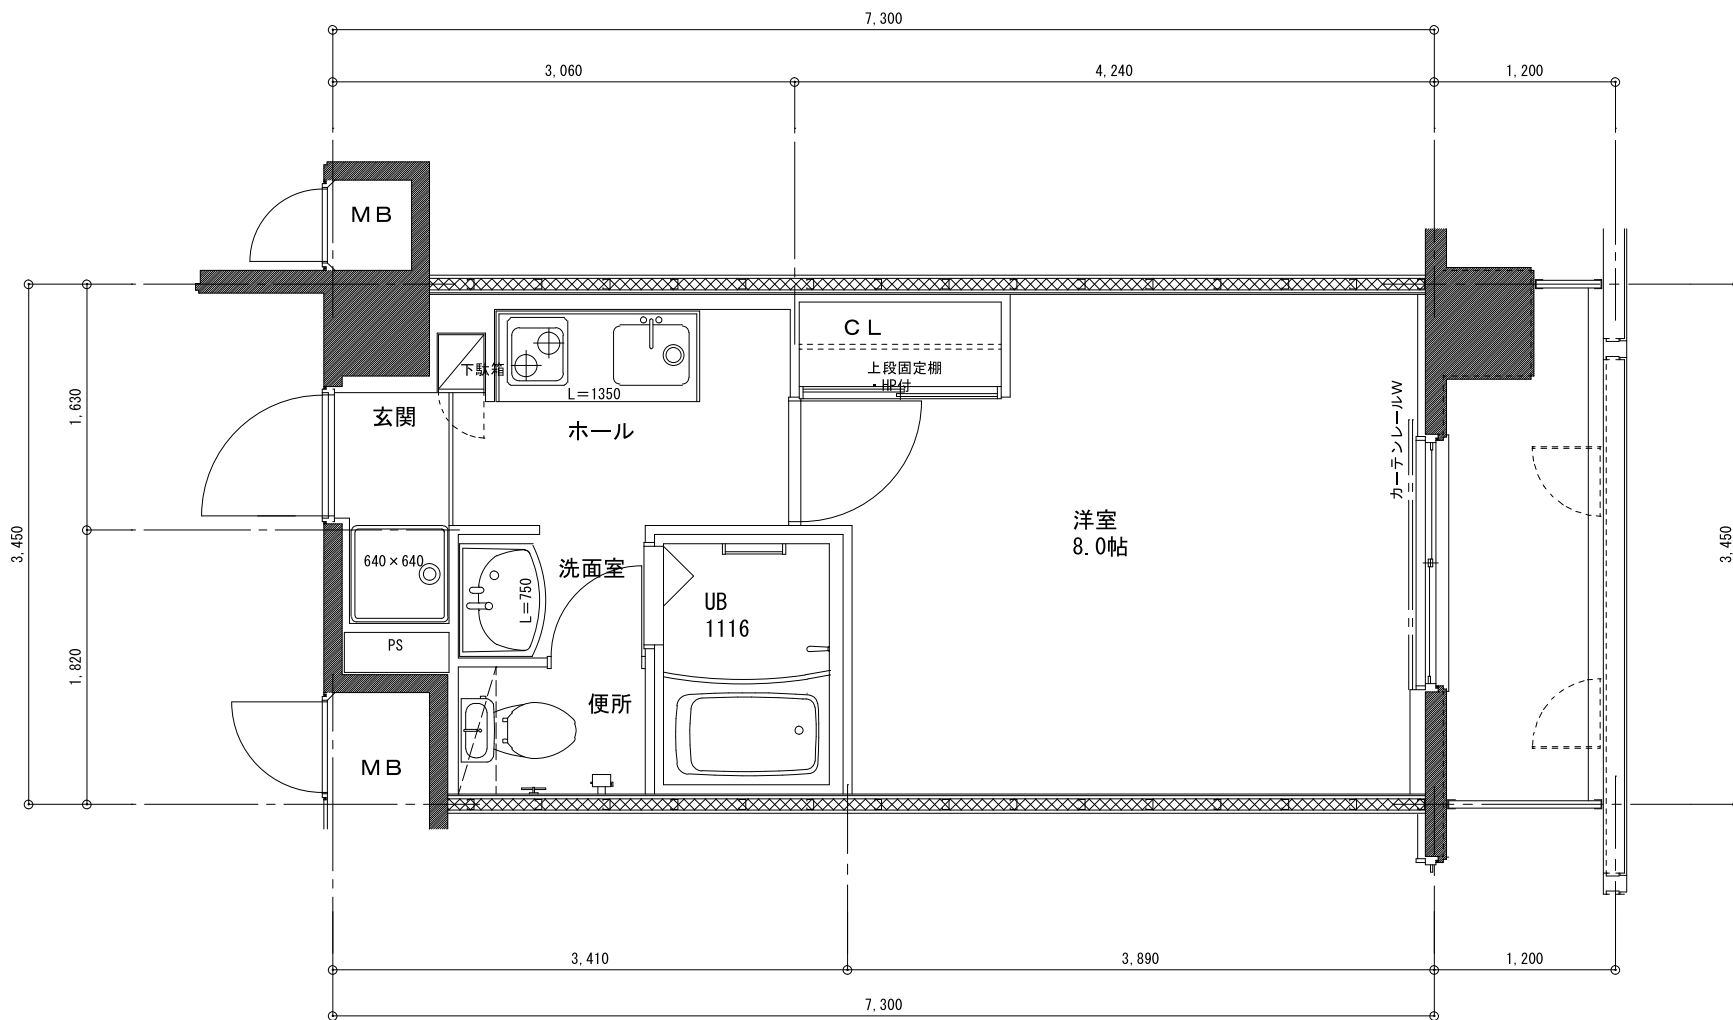 7,300
3,060
4,240
1,200
MB
CL
上段固定棚
・HP付
下駄箱
L=1350
玄関
ホール
カーテンレールW
1,630
3,450
3,450
洋室
8.0帖
640×640
洗面室
L=750
UB
1116
PS
1,820
便所
MB
3,410
3,890
1,200
7,300